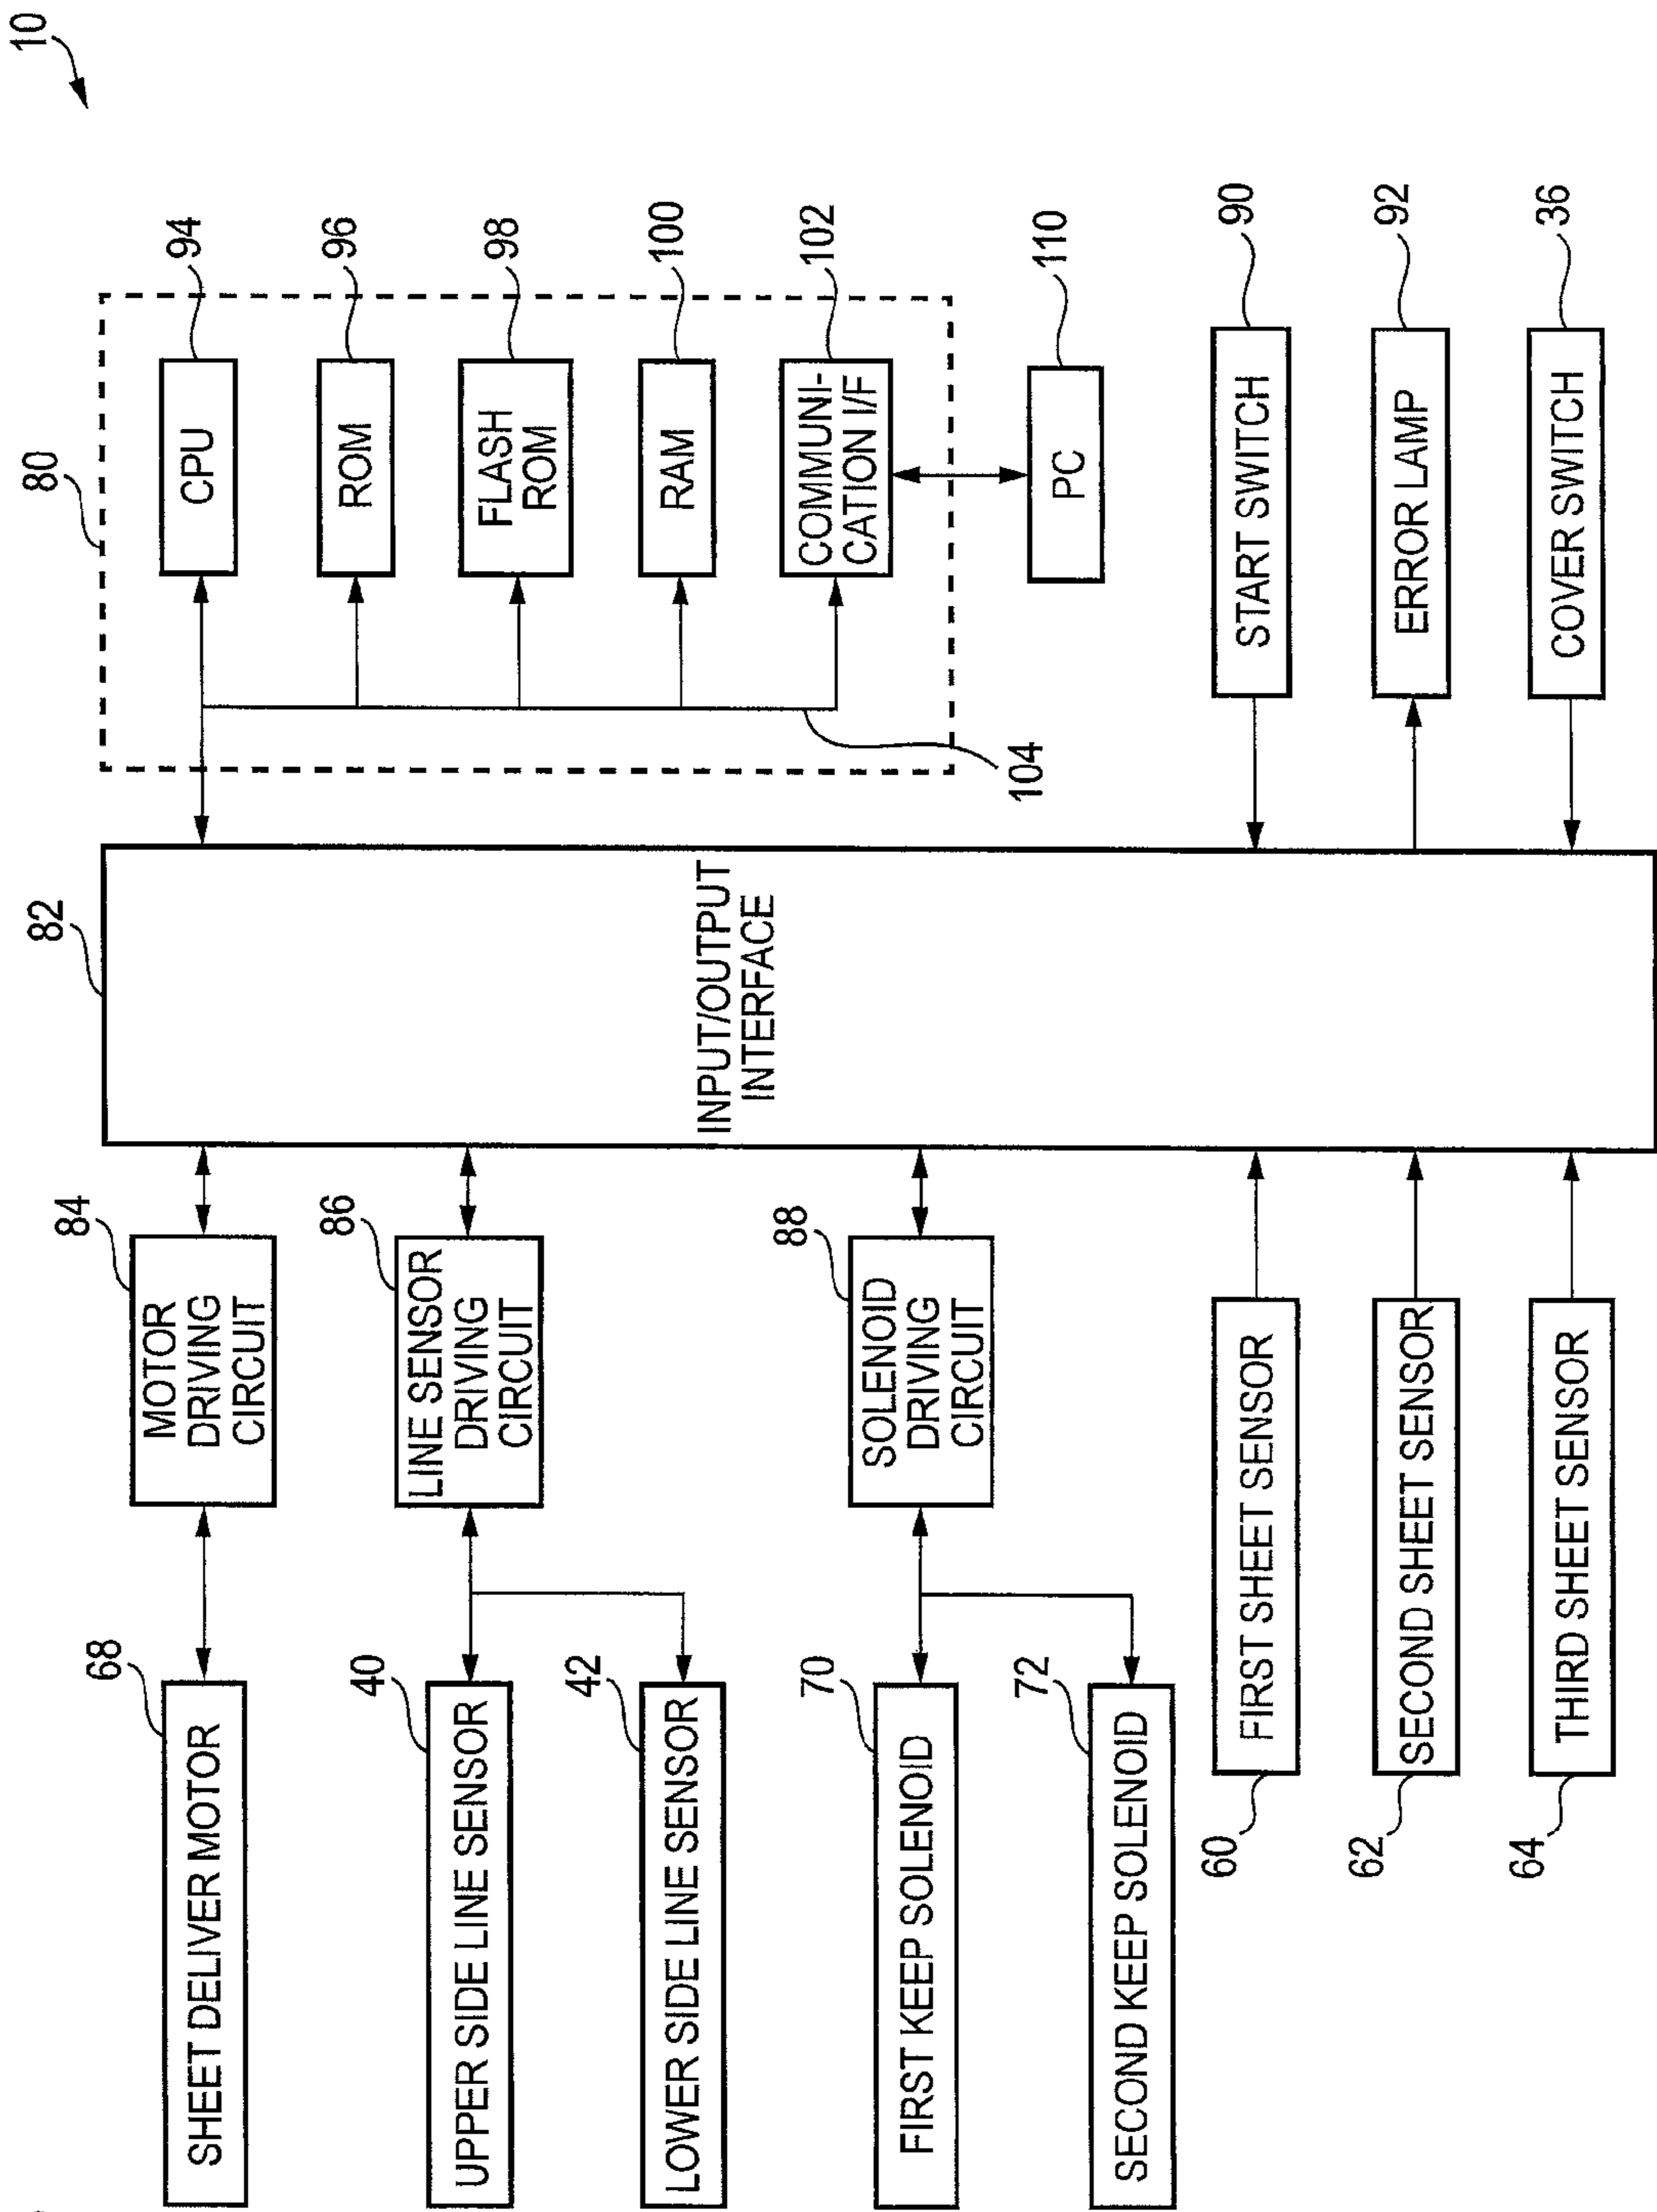 10
80
CPU
94
ROM
96
FLASH
ROM
98
RAM
100
COMMUNI-
CATION I/F
102
104
PC
110
START SWITCH
90
ERROR LAMP
92
COVER SWITCH
36
82
INPUT/OUTPUT
INTERFACE
84
MOTOR
DRIVING
CIRCUIT
86
LINE SENSOR
DRIVING
CIRCUIT
88
SOLENOID
DRIVING
CIRCUIT
68
SHEET DELIVER MOTOR
40
UPPER SIDE LINE SENSOR
42
LOWER SIDE LINE SENSOR
70
FIRST KEEP SOLENOID
72
SECOND KEEP SOLENOID
FIRST SHEET SENSOR
60
SECOND SHEET SENSOR
62
THIRD SHEET SENSOR
64